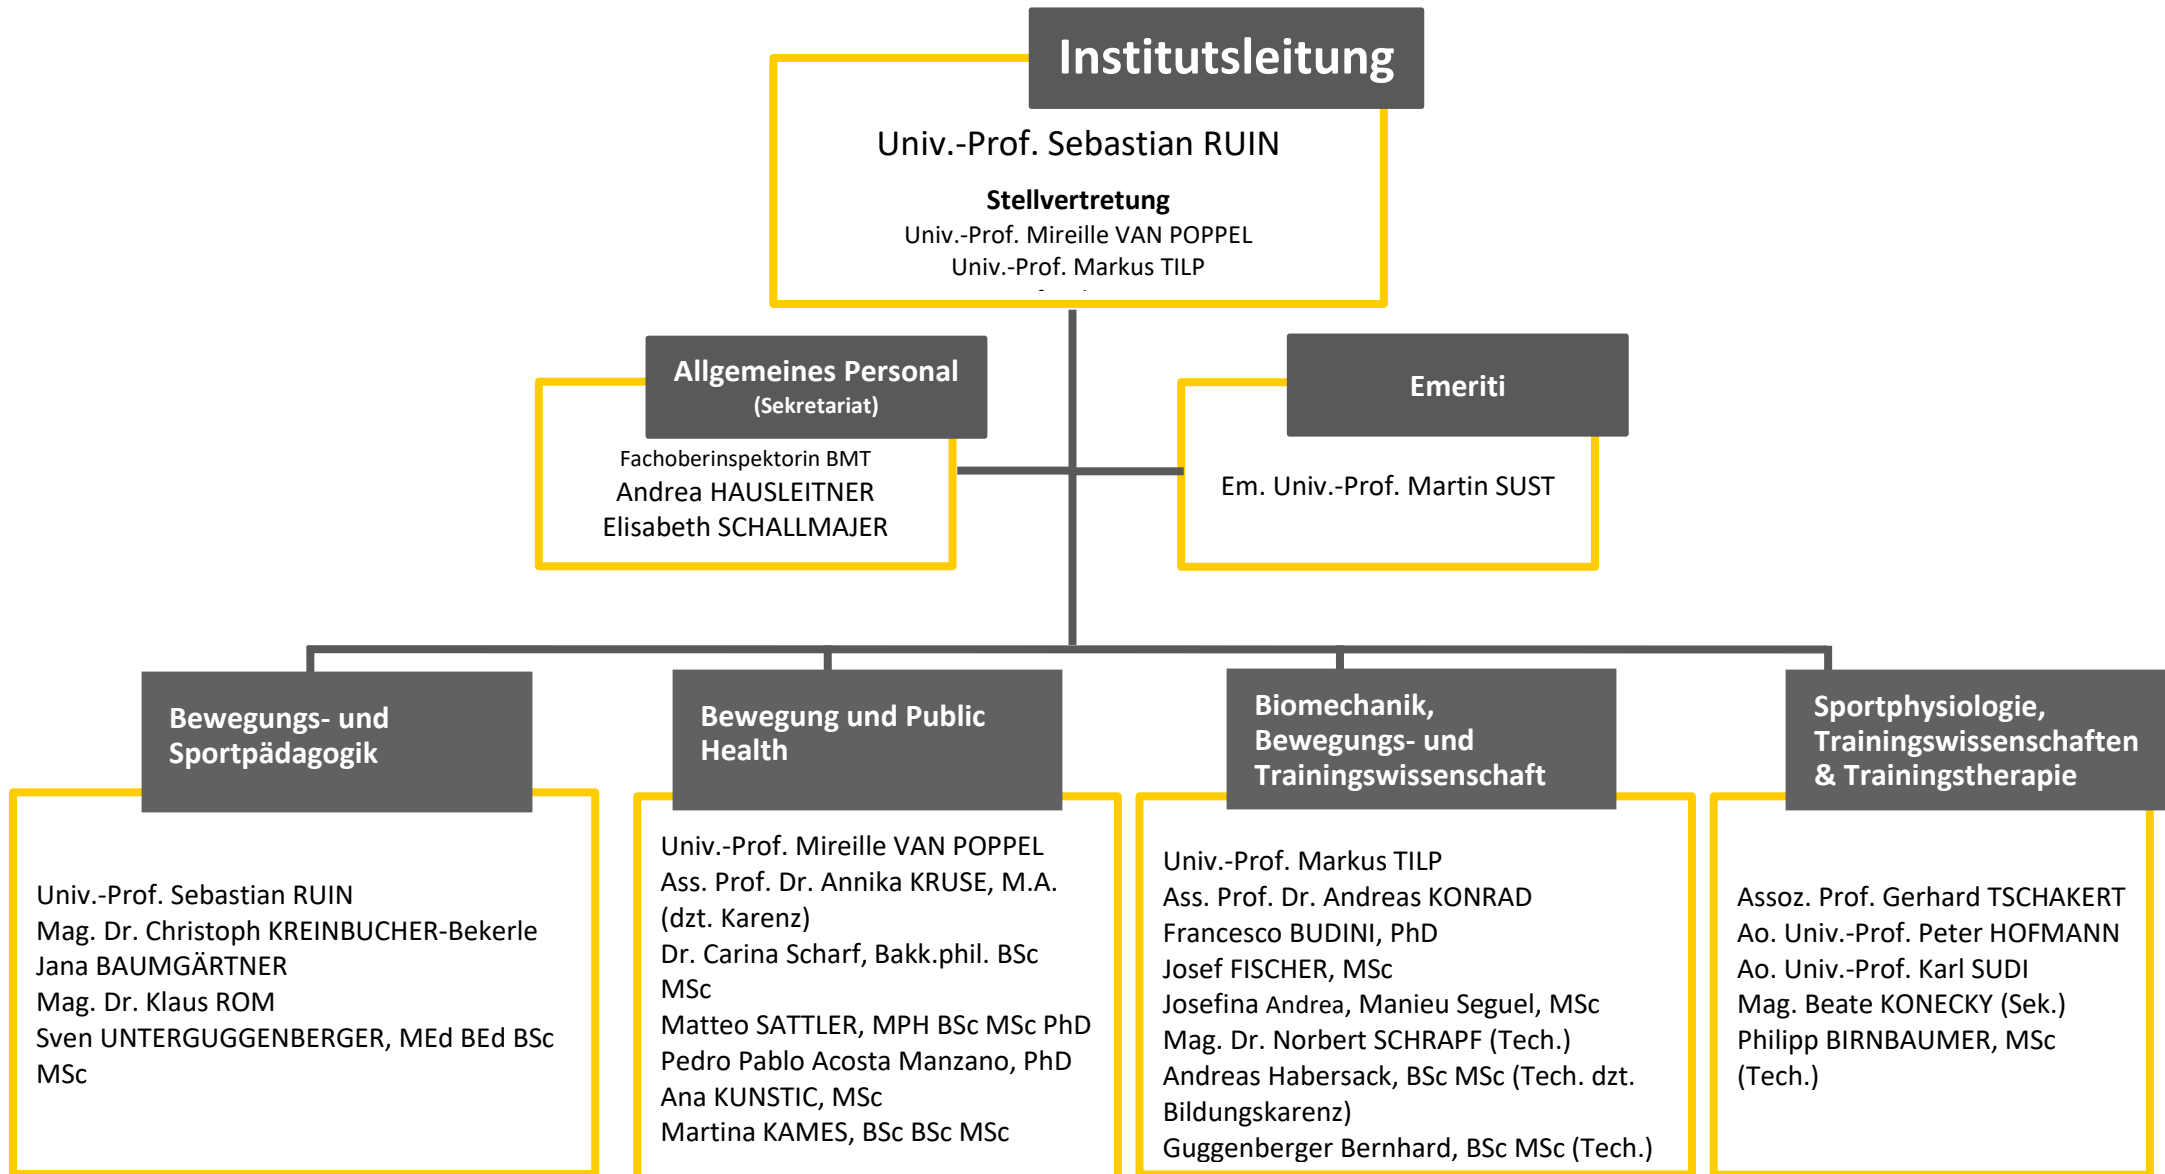 Institutsleitung
Univ.-Prof. Sebastian RUIN
Stellvertretung
Univ.-Prof. Mireille VAN POPPEL
Univ.-Prof. Markus TILP
Allgemeines Personal
(Sekretariat)
Fachoberinspektorin BMT
Andrea HAUSLEITNER
Elisabeth SCHALLMAJER
Emeriti
Em. Univ.-Prof. Martin SUST
Bewegungs- und
Sportpädagogik
Univ.-Prof. Sebastian RUIN
Mag. Dr. Christoph KREINBUCHER-Bekerle
Jana BAUMGÄRTNER
Mag. Dr. Klaus ROM
Sven UNTERGUGGENBERGER, MEd BEd BSc
MSc
Bewegung und Public
Health
Univ.-Prof. Mireille VAN POPPEL
Ass. Prof. Dr. Annika KRUSE, M.A.
(dzt. Karenz)
Dr. Carina Scharf, Bakk.phil. BSc
MSc
Matteo SATTLER, MPH BSc MSc PhD
Pedro Pablo Acosta Manzano, PhD
Ana KUNSTIC, MSc
Martina KAMES, BSc BSc MSc
Biomechanik,
Bewegungs- und
Trainingswissenschaft
Univ.-Prof. Markus TILP
Ass. Prof. Dr. Andreas KONRAD
Francesco BUDINI, PhD
Josef FISCHER, MSc
Josefina Andrea, Manieu Seguel, MSc
Mag. Dr. Norbert SCHRAPF (Tech.)
Andreas Habersack, BSc MSc (Tech. dzt.
Bildungskarenz)
Guggenberger Bernhard, BSc MSc (Tech.)
Sportphysiologie,
Trainingswissenschaften
& Trainingstherapie
Assoz. Prof. Gerhard TSCHAKERT
Ao. Univ.-Prof. Peter HOFMANN
Ao. Univ.-Prof. Karl SUDI
Mag. Beate KONECKY (Sek.)
Philipp BIRNBAUMER, MSc
(Tech.)